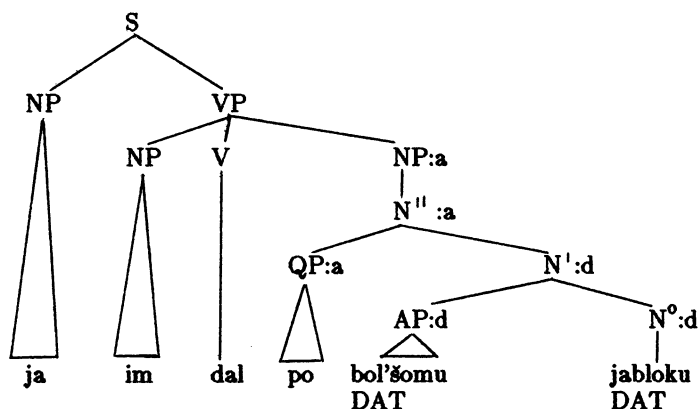 S
NP VP
NP V NP:a
N" :a
QP:a N':d
AP:d N°:d
ja im dal po bol'šomu jabloku
DAT DAT